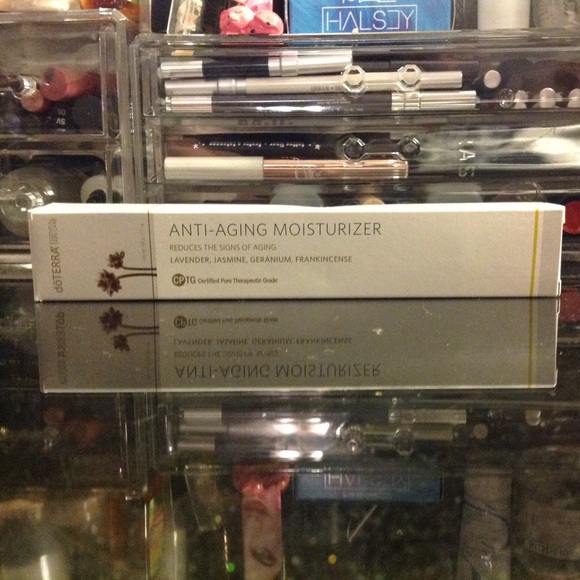 HALSEY
dōTERRA
ANTI-AGING MOISTURIZER
REDUCES THE SIGNS OF AGING
LAVENDER, JASMINE, GERANIUM, FRANKINCENSE
CPTG Certified Pure Therapeutic Grade